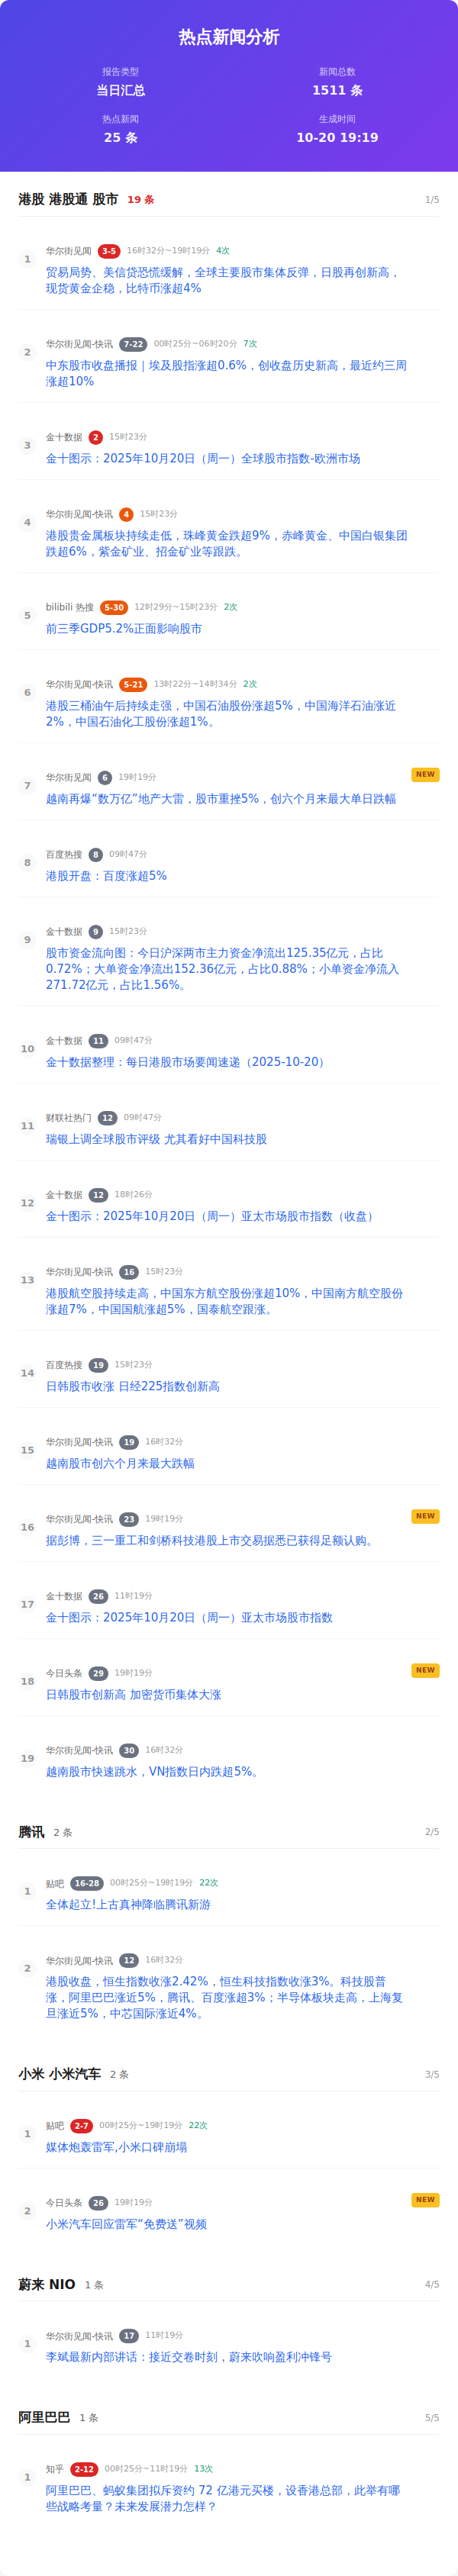 热点新闻分析
报告类型
新闻总数
当日汇总
1511 条
热点新闻
生成时间
25 条
10-20 19:19
港股 港股通 股市 19 条 1/5
1 华尔街见闻 3-5 16时32分~19时19分 4次
贸易局势、美信贷恐慌缓解，全球主要股市集体反弹，日股再创新高，
现货黄金企稳，比特币涨超4%
2 华尔街见闻-快讯 7-22 00时25分~06时20分 7次
中东股市收盘播报｜埃及股指涨超0.6%，创收盘历史新高，最近约三周
涨超10%
3 金十数据 2 15时23分
金十图示：2025年10月20日（周一）全球股市指数-欧洲市场
4 华尔街见闻-快讯 4 15时23分
港股贵金属板块持续走低，珠峰黄金跌超9%，赤峰黄金、中国白银集团
跌超6%，紫金矿业、招金矿业等跟跌。
5 bilibili 热搜 5-30 12时29分~15时23分 2次
前三季GDP5.2%正面影响股市
6 华尔街见闻-快讯 5-21 13时22分~14时34分 2次
港股三桶油午后持续走强，中国石油股份涨超5%，中国海洋石油涨近
2%，中国石油化工股份涨超1%。
7 华尔街见闻 6 19时19分 NEW
越南再爆“数万亿”地产大雷，股市重挫5%，创六个月来最大单日跌幅
8 百度热搜 8 09时47分
港股开盘：百度涨超5%
9 金十数据 9 15时23分
股市资金流向图：今日沪深两市主力资金净流出125.35亿元，占比
0.72%；大单资金净流出152.36亿元，占比0.88%；小单资金净流入
271.72亿元，占比1.56%。
10 金十数据 11 09时47分
金十数据整理：每日港股市场要闻速递（2025-10-20）
11 财联社热门 12 09时47分
瑞银上调全球股市评级 尤其看好中国科技股
12 金十数据 12 18时26分
金十图示：2025年10月20日（周一）亚太市场股市指数（收盘）
13 华尔街见闻-快讯 16 15时23分
港股航空股持续走高，中国东方航空股份涨超10%，中国南方航空股份
涨超7%，中国国航涨超5%，国泰航空跟涨。
14 百度热搜 19 15时23分
日韩股市收涨 日经225指数创新高
15 华尔街见闻-快讯 19 16时32分
越南股市创六个月来最大跌幅
16 华尔街见闻-快讯 23 19时19分 NEW
据彭博，三一重工和剑桥科技港股上市交易据悉已获得足额认购。
17 金十数据 26 11时19分
金十图示：2025年10月20日（周一）亚太市场股市指数
18 今日头条 29 19时19分 NEW
日韩股市创新高 加密货币集体大涨
19 华尔街见闻-快讯 30 16时32分
越南股市快速跳水，VN指数日内跌超5%。
腾讯 2 条 2/5
1 贴吧 16-28 00时25分~19时19分 22次
全体起立!上古真神降临腾讯新游
2 华尔街见闻-快讯 12 16时32分
港股收盘，恒生指数收涨2.42%，恒生科技指数收涨3%。科技股普
涨，阿里巴巴涨近5%，腾讯、百度涨超3%；半导体板块走高，上海复
旦涨近5%，中芯国际涨近4%。
小米 小米汽车 2 条 3/5
1 贴吧 2-7 00时25分~19时19分 22次
媒体炮轰雷军,小米口碑崩塌
2 今日头条 26 19时19分 NEW
小米汽车回应雷军“免费送”视频
蔚来 NIO 1 条 4/5
1 华尔街见闻-快讯 17 11时19分
李斌最新内部讲话：接近交卷时刻，蔚来吹响盈利冲锋号
阿里巴巴 1 条 5/5
1 知乎 2-12 00时25分~11时19分 13次
阿里巴巴、蚂蚁集团拟斥资约 72 亿港元买楼，设香港总部，此举有哪
些战略考量？未来发展潜力怎样？